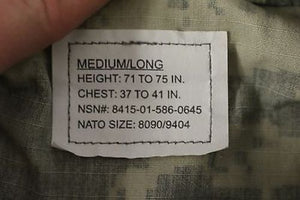 MEDIUM/LONG
HEIGHT: 71 TO 75 IN.
CHEST: 37 TO 41 IN.
NSN#: 8415-01-586-0645
NATO SIZE: 8090/9404